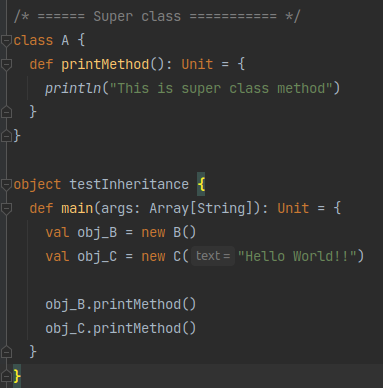 /* ====== Super class =========== */
class A {
  def printMethod(): Unit = {
    println("This is super class method")
  }
}
object testInheritance {
  def main(args: Array[String]): Unit = {
    val obj_B = new B()
    val obj_C = new C( text = "Hello World!!")
    obj_B.printMethod()
    obj_C.printMethod()
  }
}